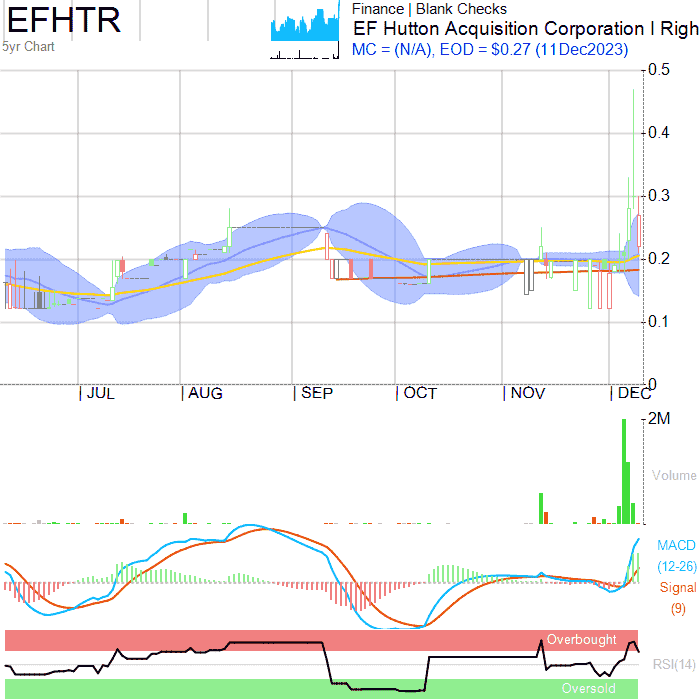 EFHTR
5yr Chart
Finance | Blank Checks
EF Hutton Acquisition Corporation I Righ
MC = (N/A), EOD = $0.27 (11Dec2023)
0.5
0.4
0.3
0.2
0.1
0
JUL AUG SEP OCT NOV DEC
2M
Volume
MACD
(12-26)
Signal
(9)
Overbought
RSI(14)
Oversold